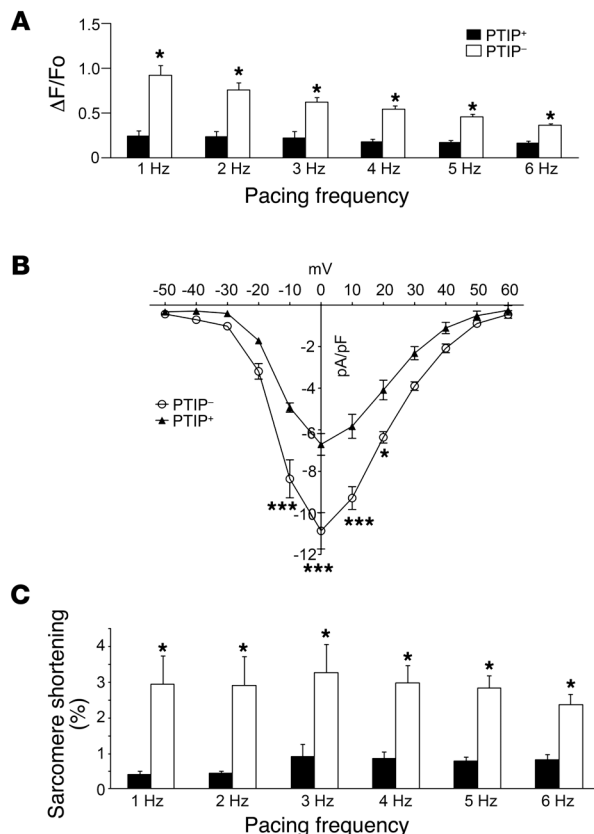 A
1.5
1.0
0.5
0
ΔF/Fo
PTIP⁺
PTIP⁻
*
*
*
*
*
*
1 Hz 2 Hz 3 Hz 4 Hz 5 Hz 6 Hz
Pacing frequency
B
mV
-50 -40 -30 -20 -10 0 10 20 30 40 50 60
-2
-4
-6
-8
-10
-12
pA/pF
PTIP⁻
PTIP⁺
*
***
***
***
C
Sarcomere shortening
(%)
4
3
2
1
0
*
*
*
*
*
*
1 Hz 2 Hz 3 Hz 4 Hz 5 Hz 6 Hz
Pacing frequency